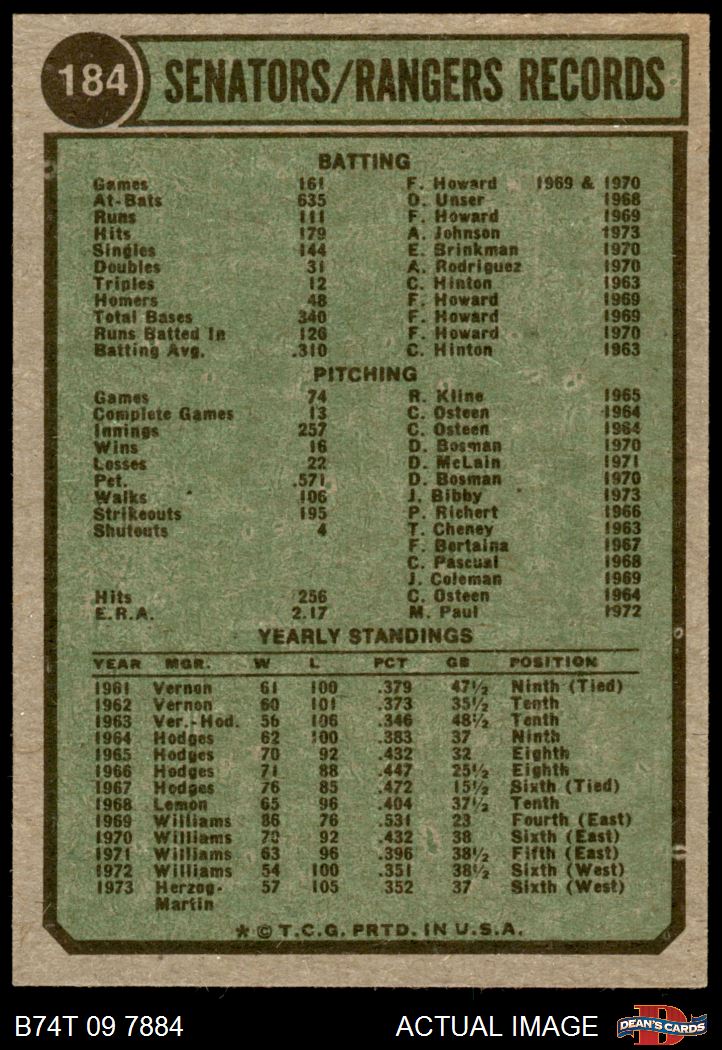 184 SENATORS/RANGERS RECORDS
BATTING
Games 161 F. Howard 1969 & 1970
At-Bats 635 D. Unser 1968
Runs 111 F. Howard 1969
Hits 179 A. Johnson 1973
Singles 144 E. Brinkman 1970
Doubles 31 A. Rodriguez 1970
Triples 12 C. Hinton 1963
Homers 48 F. Howard 1969
Total Bases 340 F. Howard 1969
Runs Batted In 126 F. Howard 1970
Batting Avg. .310 C. Hinton 1963
PITCHING
Games 74 R. Kline 1965
Complete Games 13 C. Osteen 1964
Innings 257 C. Osteen 1964
Wins 16 D. Bosman 1970
Losses 22 D. McLain 1971
Pct. .571 D. Bosman 1970
Walks 106 J. Bibby 1973
Strikeouts 195 P. Richert 1966
Shutouts 4 T. Cheney 1963
F. Bertaina 1967
C. Pascual 1968
J. Coleman 1969
Hits 256 C. Osteen 1964
E.R.A. 2.17 M. Paul 1972
YEARLY STANDINGS
YEAR MGR. W L PCT GB POSITION
1961 Vernon 61 100 .379 47½ Ninth (Tied)
1962 Vernon 60 101 .373 35½ Tenth
1963 Ver.-Hod. 56 106 .346 48½ Tenth
1964 Hodges 62 100 .383 37 Ninth
1965 Hodges 70 92 .432 32 Eighth
1966 Hodges 71 88 .447 25½ Eighth
1967 Hodges 76 85 .472 15½ Sixth (Tied)
1968 Lemon 65 96 .404 37½ Tenth
1969 Williams 86 76 .531 23 Fourth (East)
1970 Williams 70 92 .432 38 Sixth (East)
1971 Williams 63 96 .396 38½ Fifth (East)
1972 Williams 54 100 .351 38½ Sixth (West)
1973 Herzog- 57 105 352 37 Sixth (West)
Martin
* © T.C.G. PRTD. IN U.S.A.
B74T 09 7884 ACTUAL IMAGE D DEAN'S CARDS